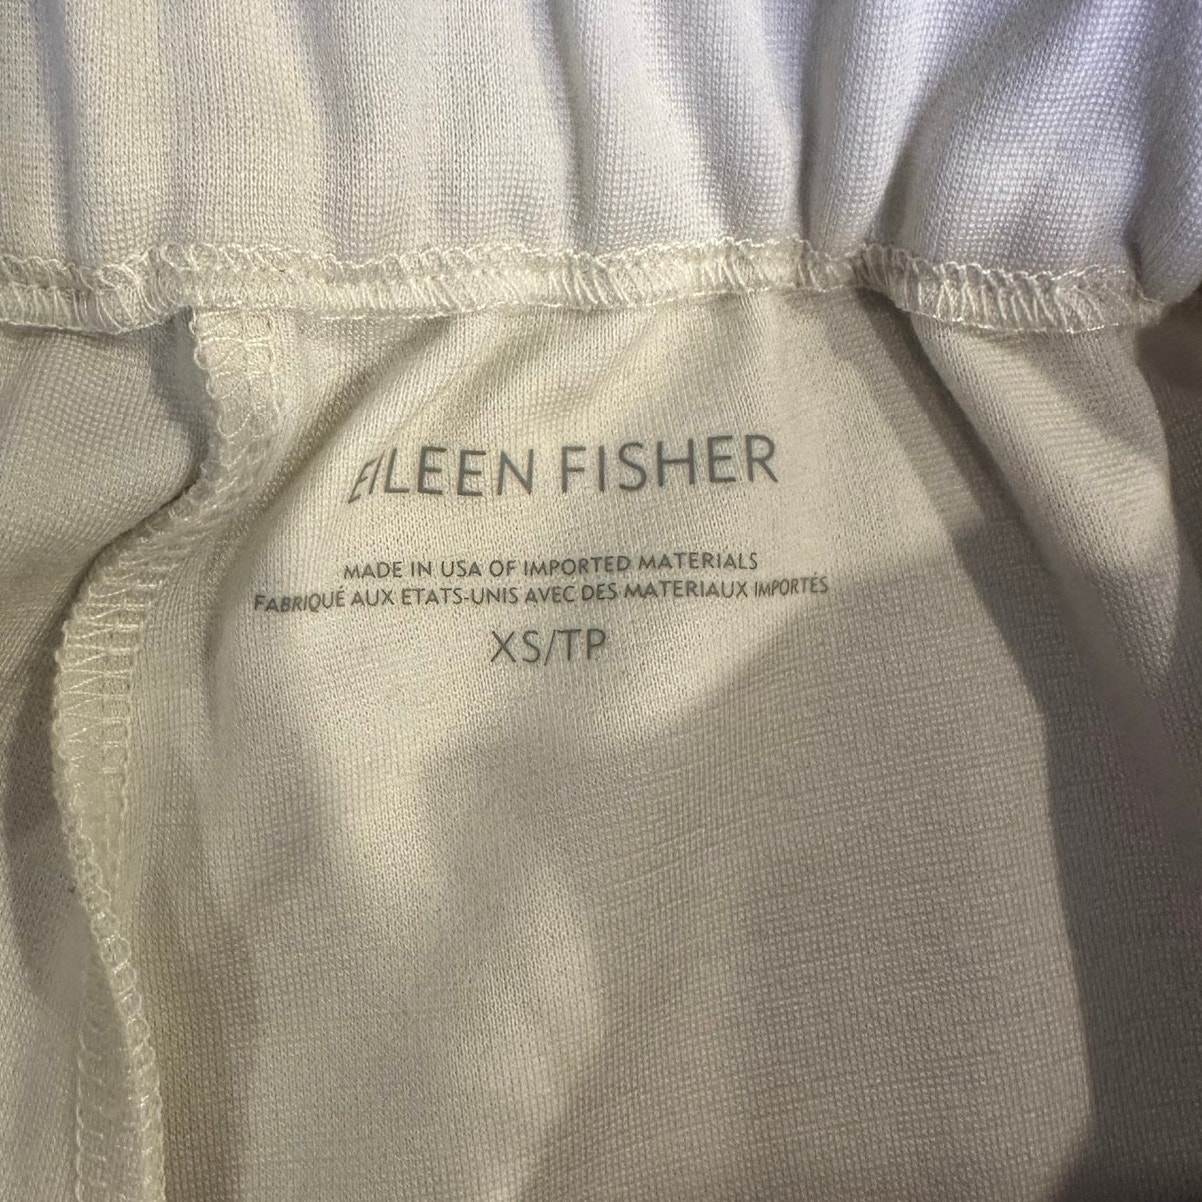 EILEEN FISHER
MADE IN USA OF IMPORTED MATERIALS
FABRIQUÉ AUX ETATS-UNIS AVEC DES MATERIAUX IMPORTÉS
XS/TP